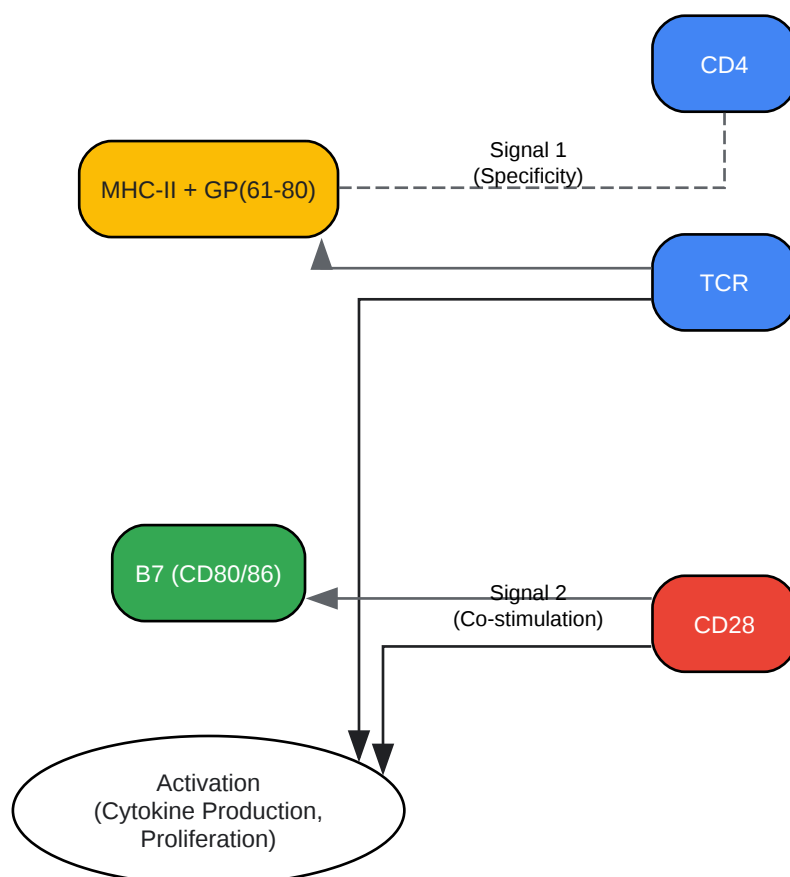 CD4
Signal 1
(Specificity)
MHC-II + GP(61-80)
TCR
B7 (CD80/86)
Signal 2
(Co-stimulation)
CD28
Activation
(Cytokine Production,
Proliferation)